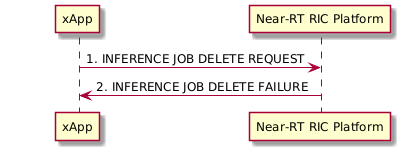 xApp Near-RT RIC Platform
1. INFERENCE JOB DELETE REQUEST
2. INFERENCE JOB DELETE FAILURE
xApp Near-RT RIC Platform